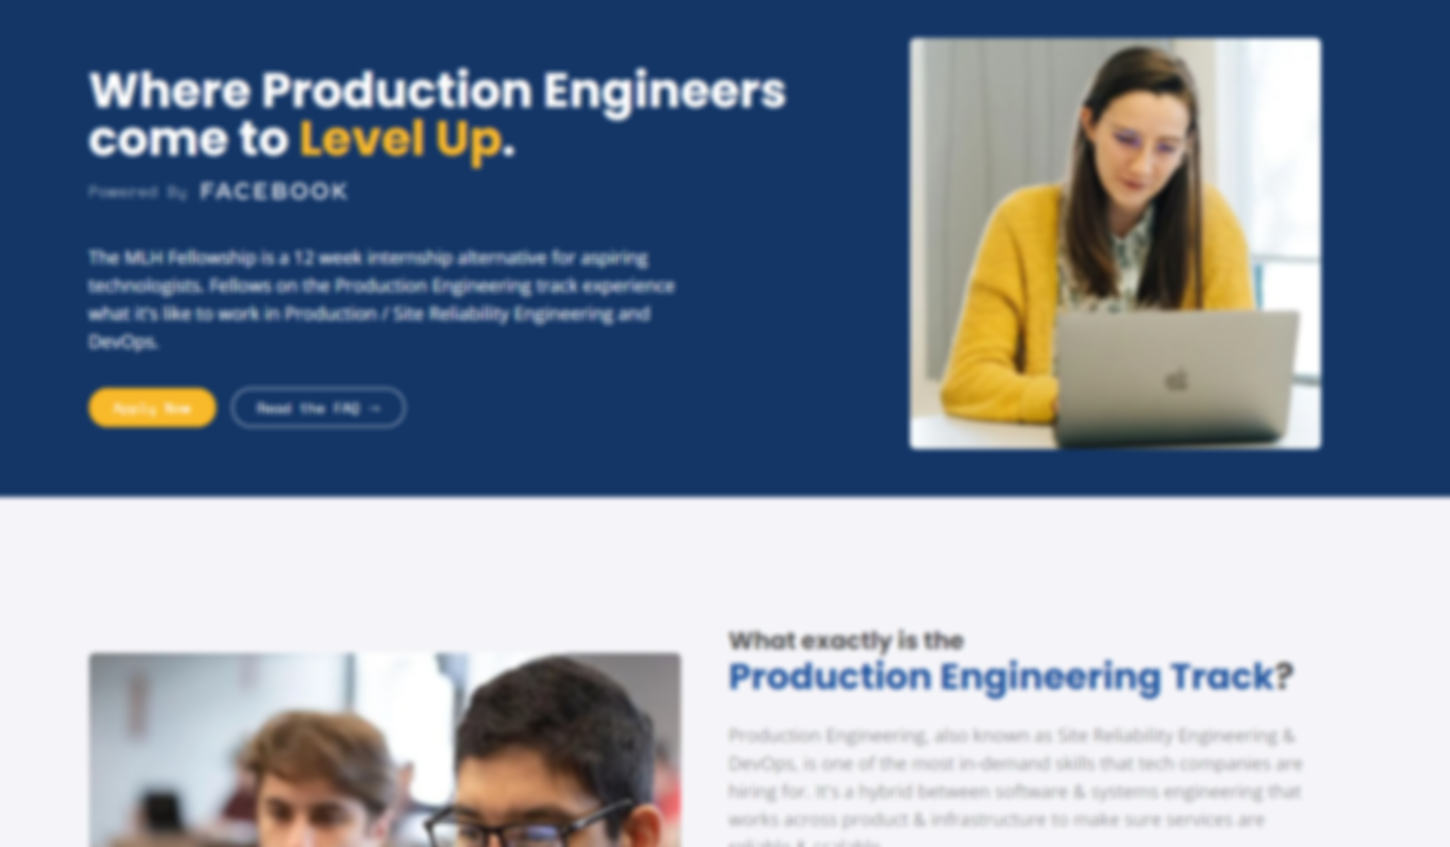 Where Production Engineers
come to Level Up.
Powered By FACEBOOK
The MLH Fellowship is a 12 week internship alternative for aspiring
technologists. Fellows on the Production Engineering track experience
what it's like to work in Production / Site Reliability Engineering and
DevOps.
Apply Now
Read the FAQ →
What exactly is the
Production Engineering Track?
Production Engineering, also known as Site Reliability Engineering &
DevOps, is one of the most in-demand skills that tech companies are
hiring for. It's a hybrid between software & systems engineering that
works across product & infrastructure to make sure services are
reliable & scalable.